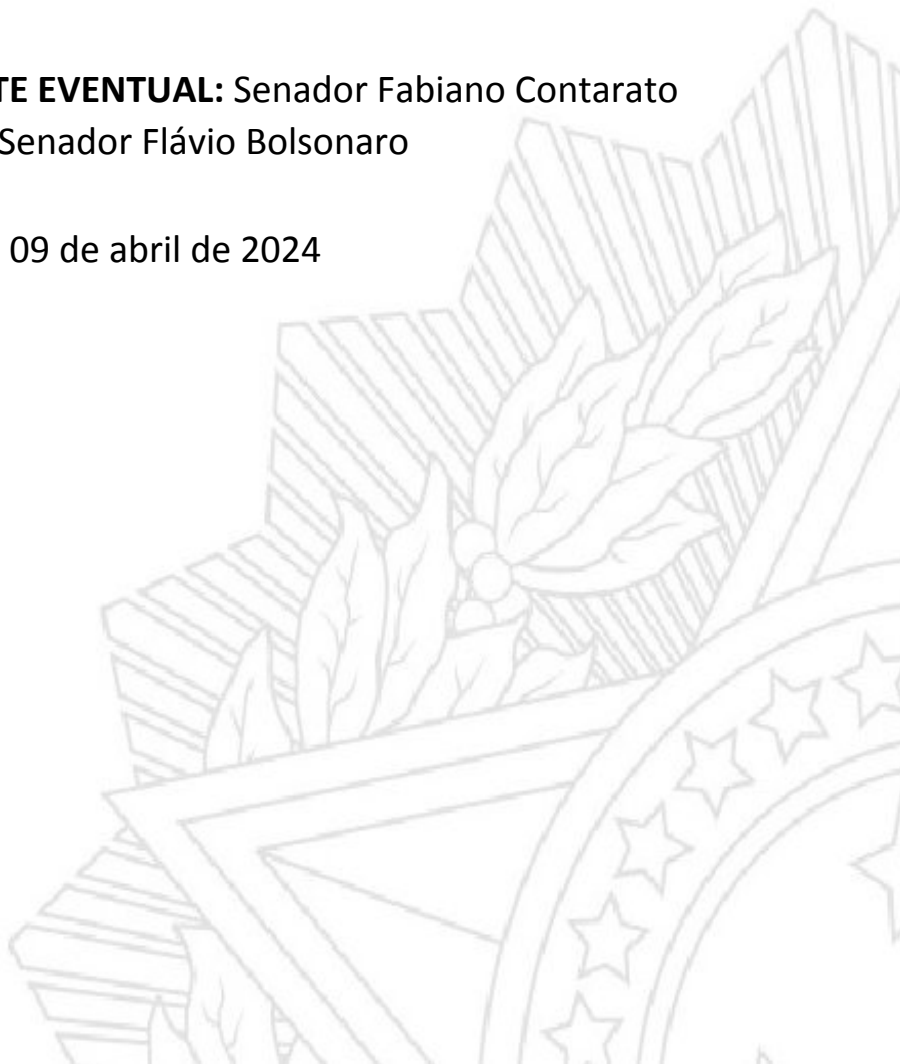 TE EVENTUAL: Senador Fabiano Contarato
Senador Flávio Bolsonaro
09 de abril de 2024